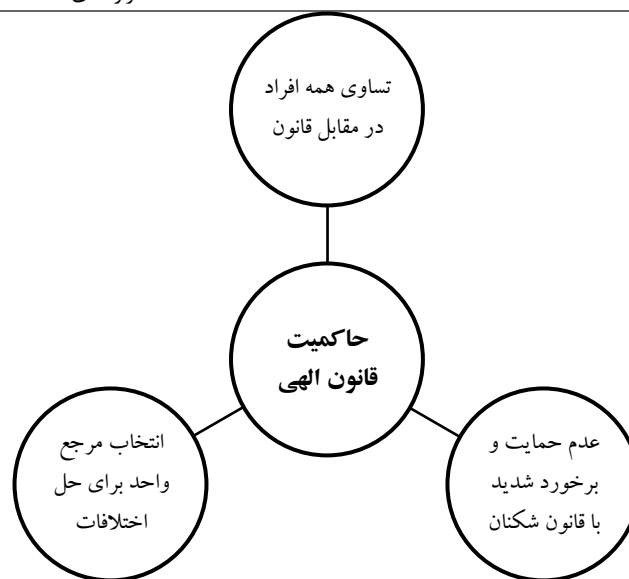 تساوی همه افراد
در مقابل قانون
حاکمیت
قانون الهی
عدم حمایت و
برخورد شدید
با قانون شکنان
انتخاب مرجع
واحد برای حل
اختلافات